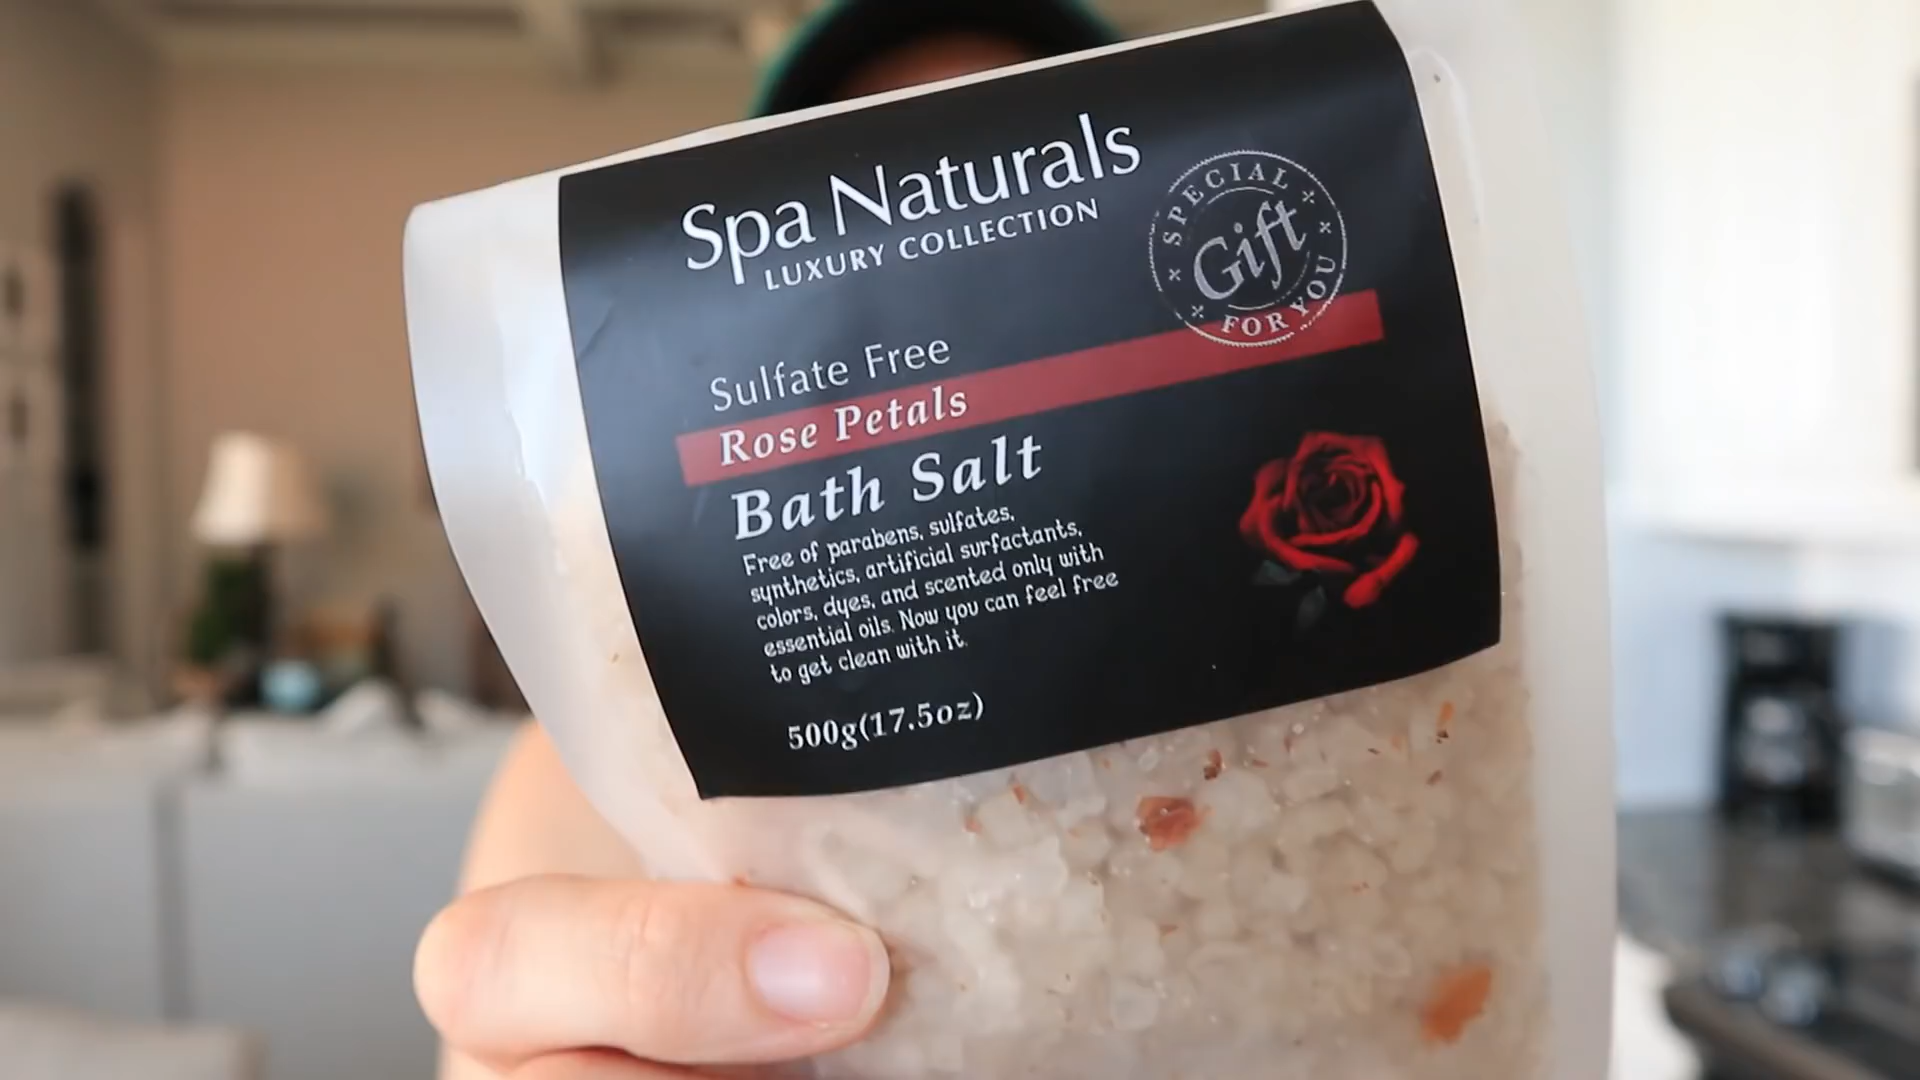 Spa Naturals
LUXURY COLLECTION
SPECIAL
Gift
FOR YOU
Sulfate Free
Rose Petals
Bath Salt
Free of parabens, sulfates,
synthetics, artificial surfactants,
colors, dyes, and scented only with
essential oils. Now you can feel free
to get clean with it.
500g(17.5oz)